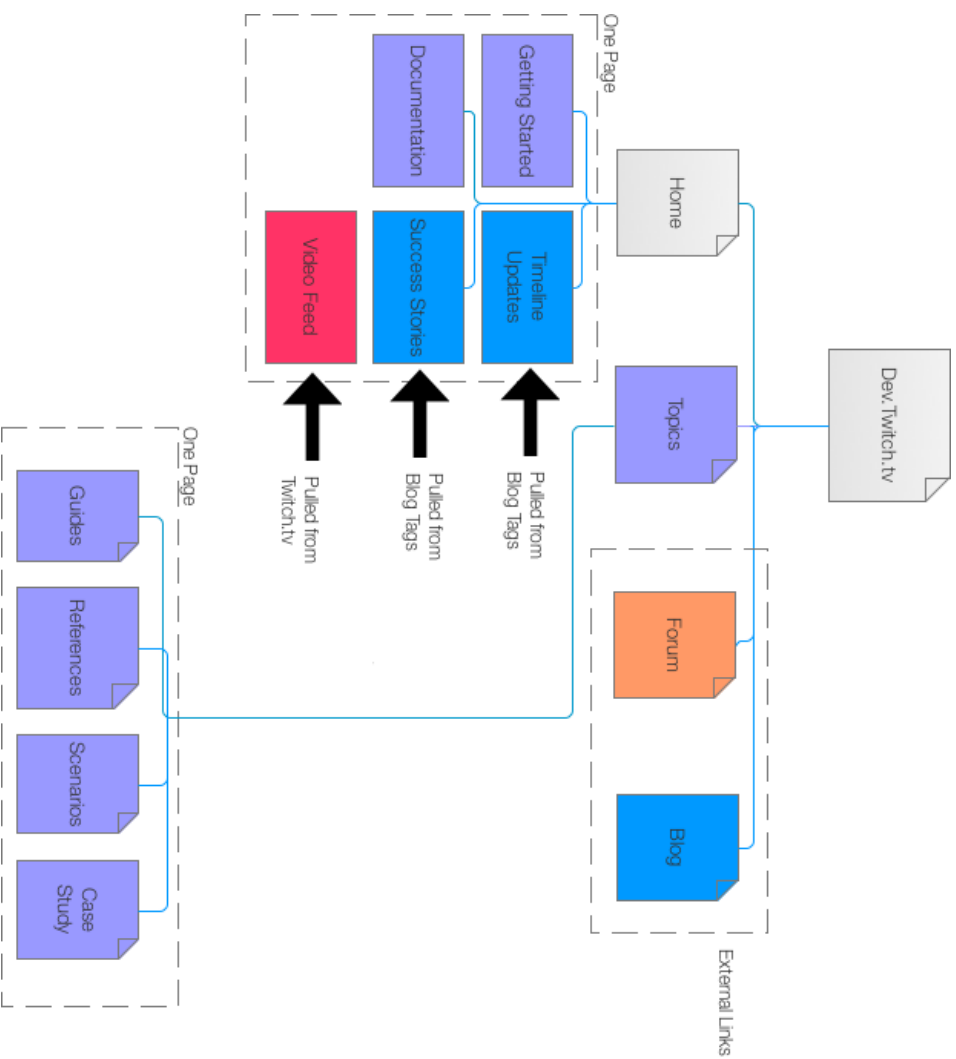 Dev.Twitch.tv
Home
Topics
Forum
Blog
External Links
One Page
Getting Started
Timeline
Updates
Pulled from
Blog Tags
Documentation
Success Stories
Pulled from
Blog Tags
Video Feed
Pulled from
Twitch.tv
One Page
Guides
References
Scenarios
Case
Study